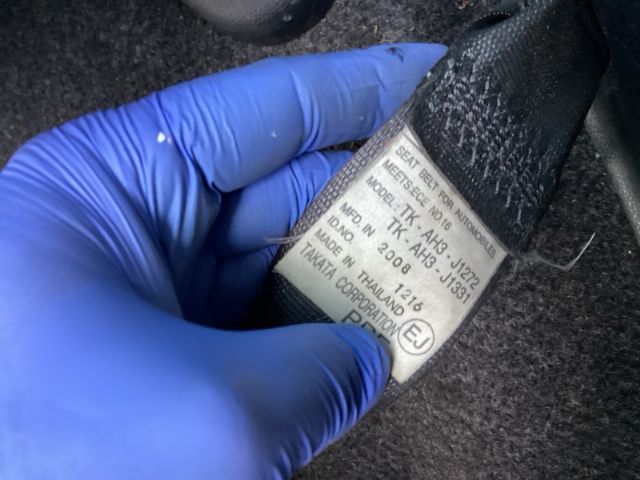 SEAT BELT FOR AUTOMOBILES
MEETS:ECE NO.16
MODEL: TK - AH3 - J1272
TK - AH3 - J1331
MFD. IN 2008
ID.NO. 1216
MADE IN THAILAND
TAKATA CORPORATION
EJ